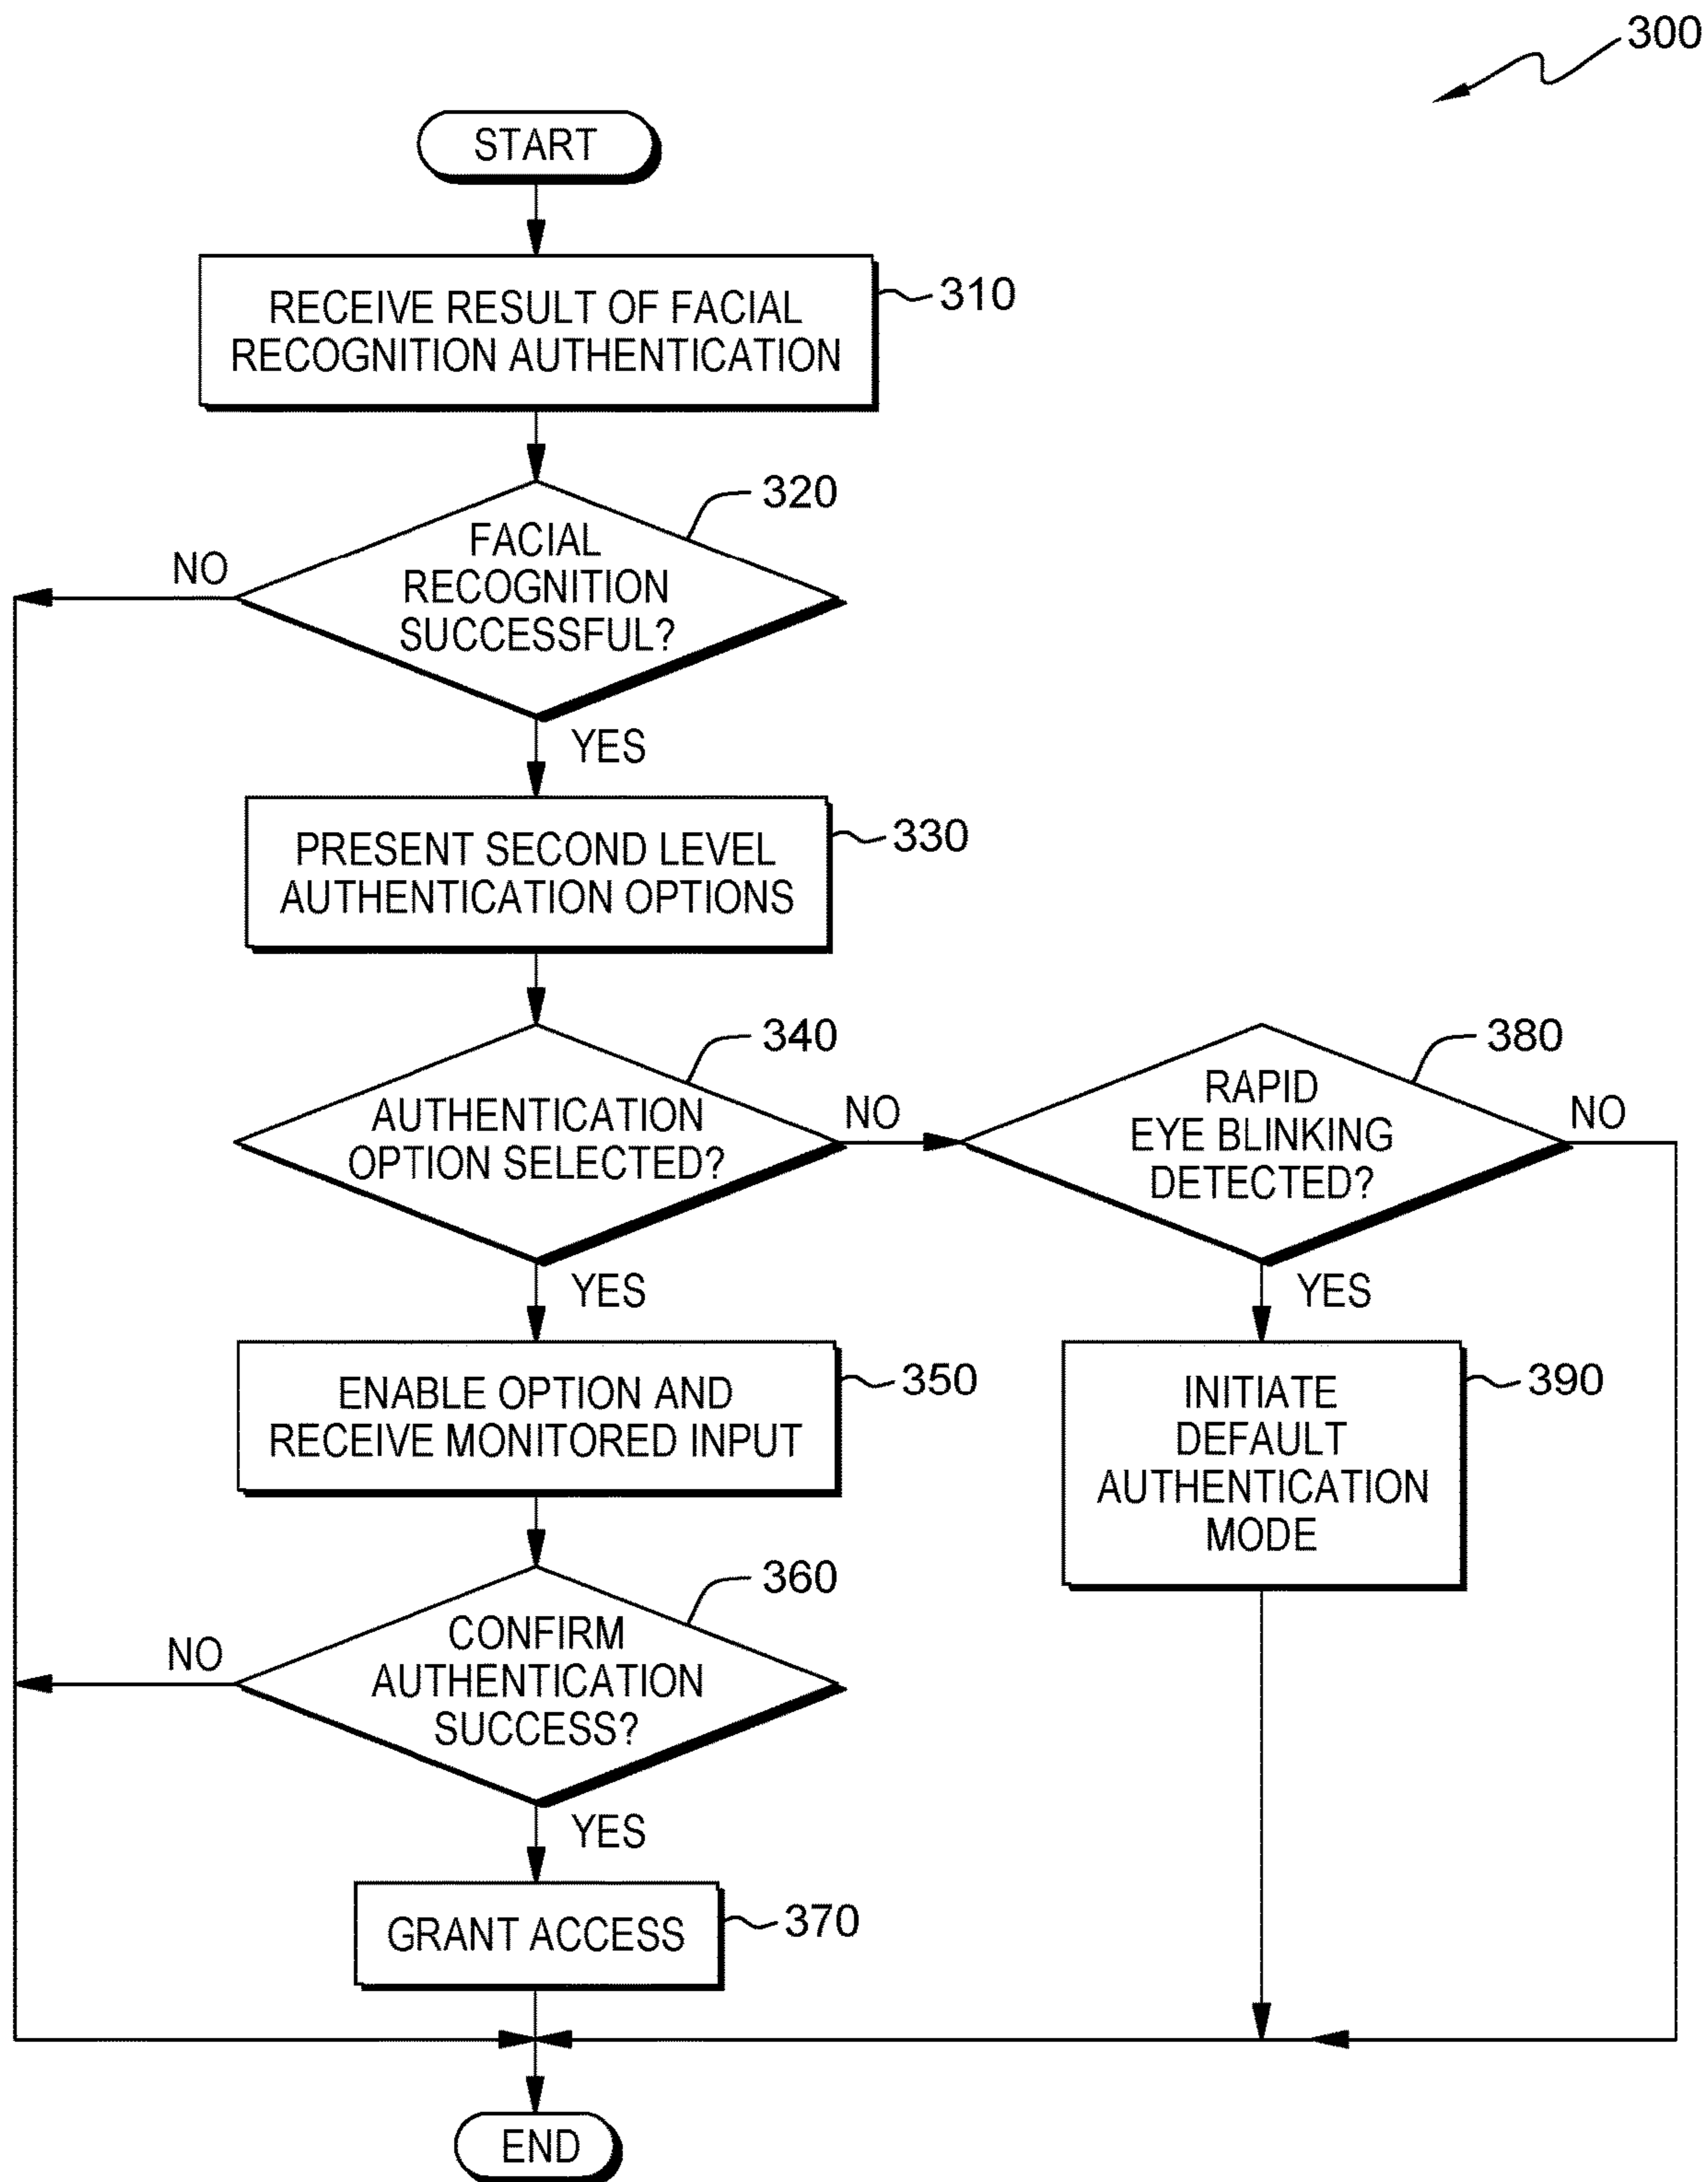 300
START
RECEIVE RESULT OF FACIAL
RECOGNITION AUTHENTICATION
310
320
FACIAL
RECOGNITION
SUCCESSFUL?
NO
YES
PRESENT SECOND LEVEL
AUTHENTICATION OPTIONS
330
340
AUTHENTICATION
OPTION SELECTED?
NO
380
RAPID
EYE BLINKING
DETECTED?
NO
YES
YES
ENABLE OPTION AND
RECEIVE MONITORED INPUT
350
INITIATE
DEFAULT
AUTHENTICATION
MODE
390
360
CONFIRM
AUTHENTICATION
SUCCESS?
NO
YES
GRANT ACCESS
370
END